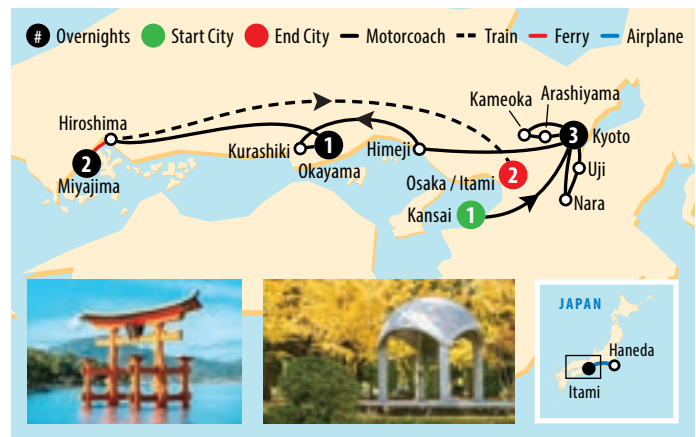 # Overnights Start City End City Motorcoach Train Ferry Airplane
Kameoka
Arashiyama
Hiroshima
3
Kyoto
Kurashiki
1
Himeji
2
Okayama
Miyajima
Osaka / Itami
2
Uji
Kansai
1
Nara
JAPAN
Haneda
Itami